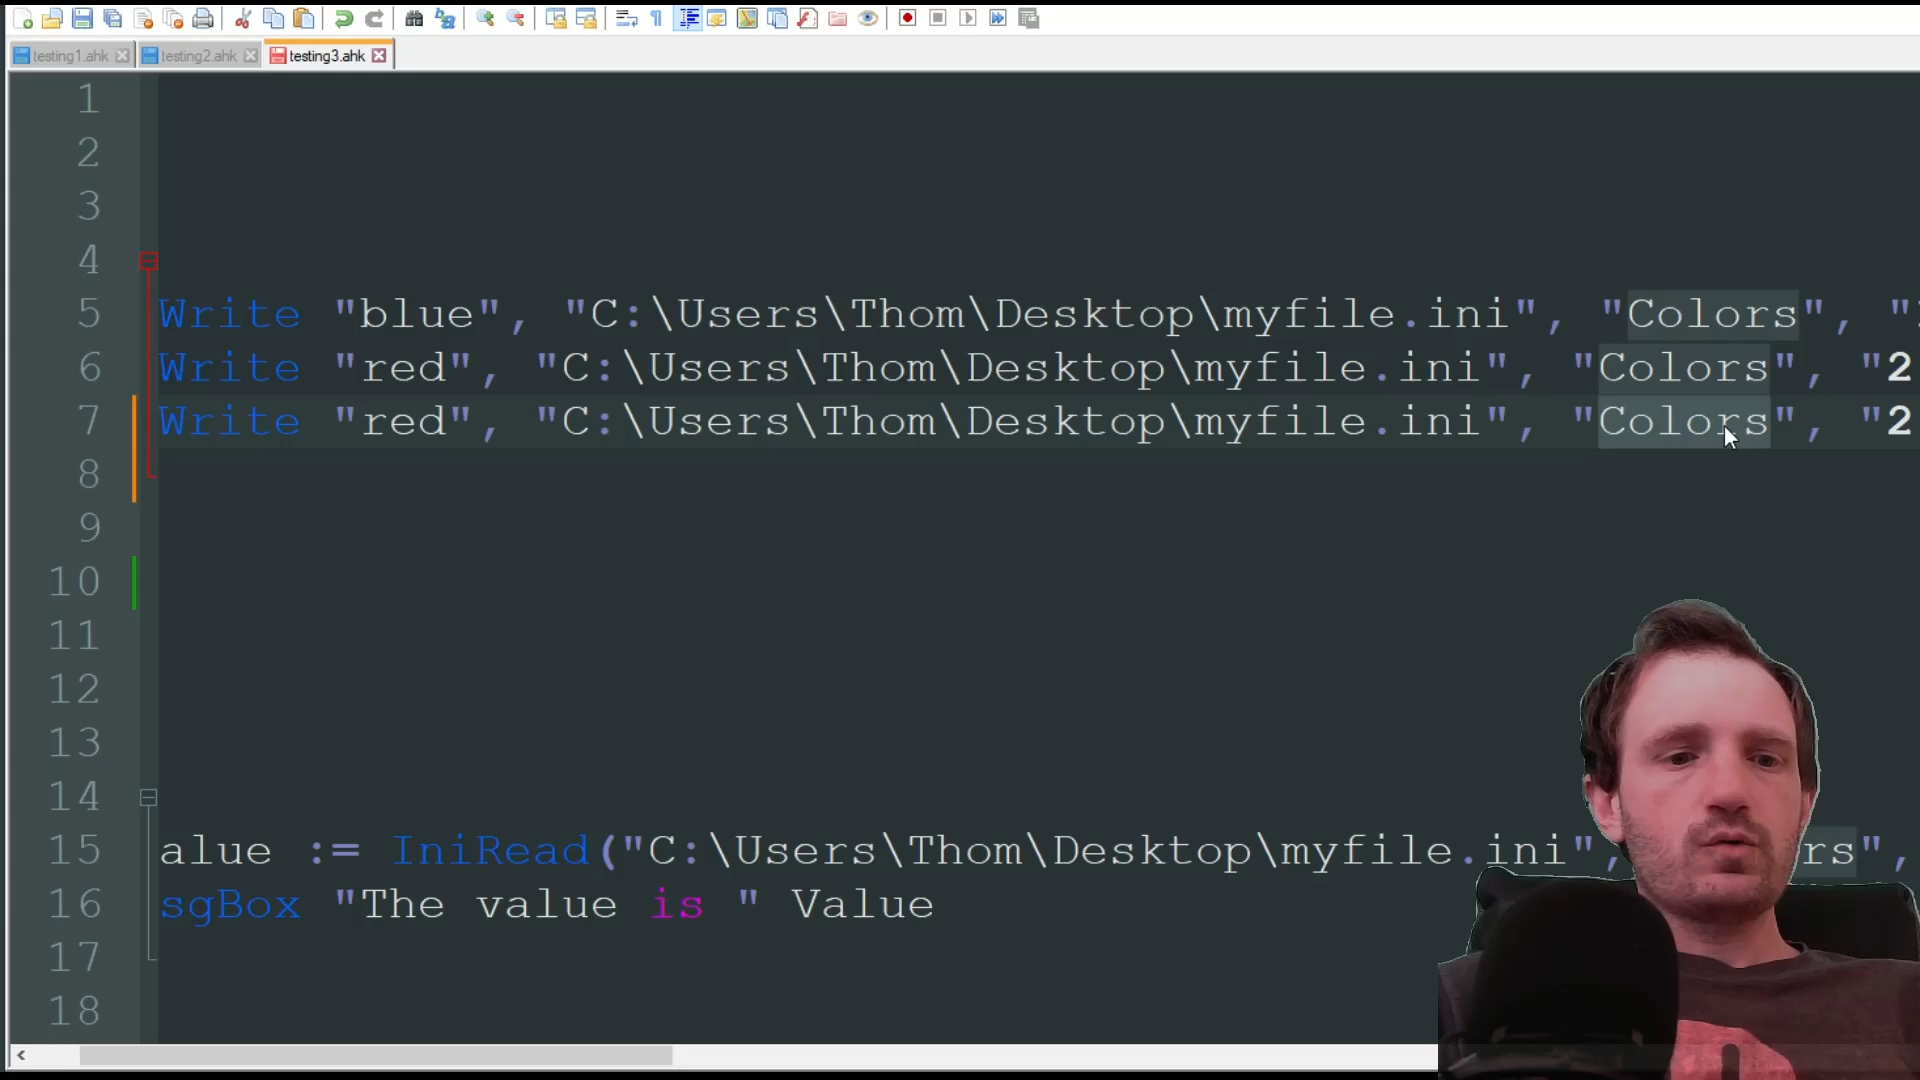 testing1.ahk testing2.ahk testing3.ahk
1
2
3
4
5 Write "blue", "C:\Users\Thom\Desktop\myfile.ini", "Colors", "
6 Write "red", "C:\Users\Thom\Desktop\myfile.ini", "Colors", "2
7 Write "red", "C:\Users\Thom\Desktop\myfile.ini", "Colors", "2
8
9
10
11
12
13
14
15 alue := IniRead("C:\Users\Thom\Desktop\myfile.ini", rs",
16 sgBox "The value is " Value
17
18